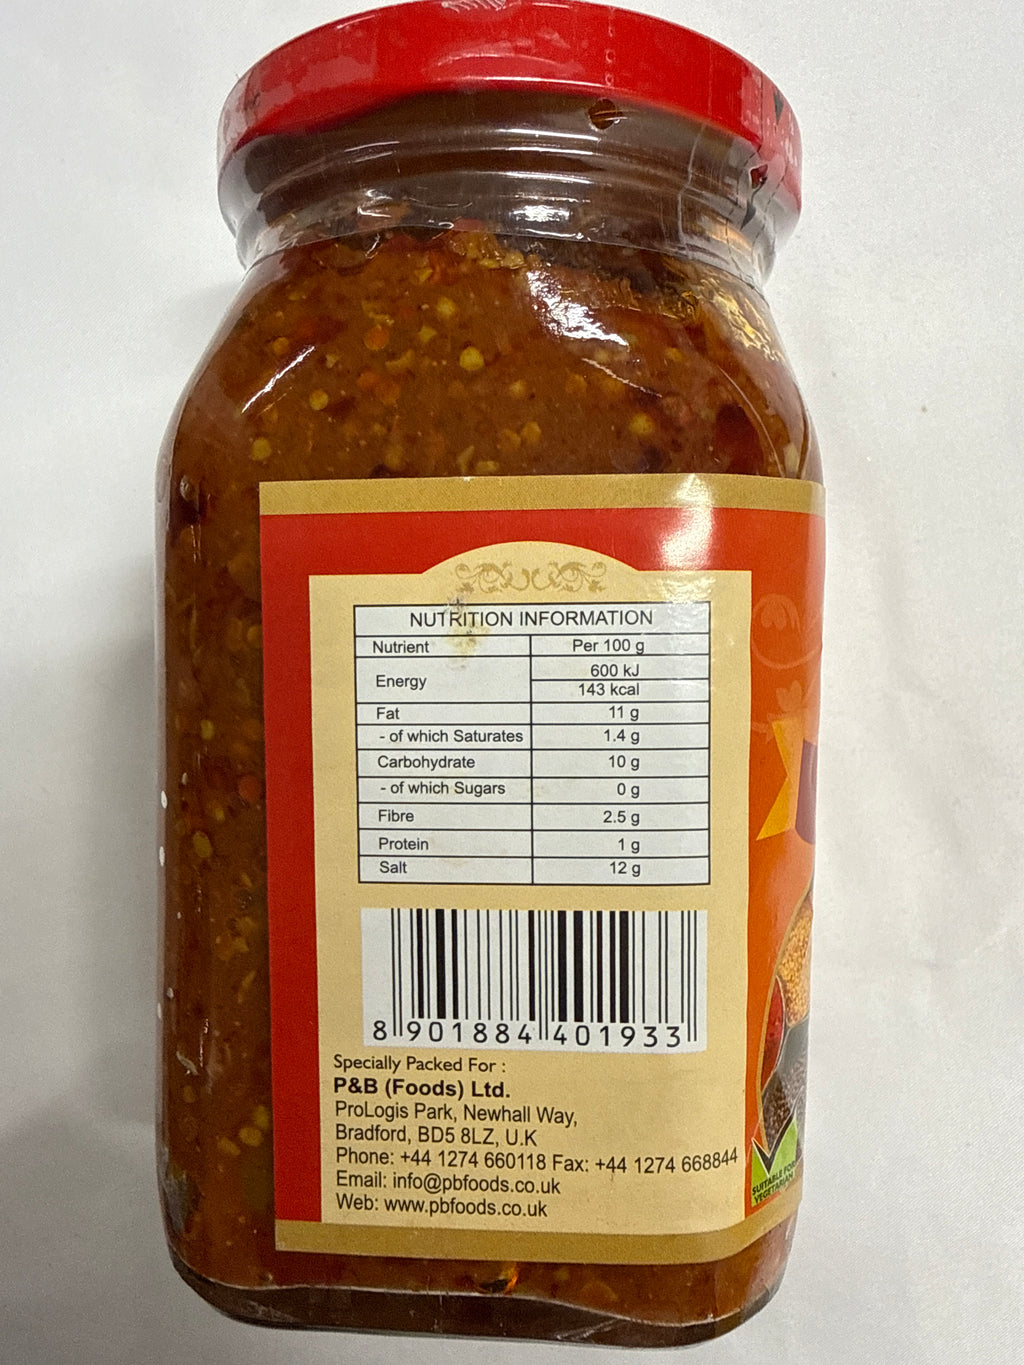 NUTRITION INFORMATION
Nutrient Per 100 g
Energy 600 kJ
143 kcal
Fat 11 g
- of which Saturates 1.4 g
Carbohydrate 10 g
- of which Sugars 0 g
Fibre 2.5 g
Protein 1 g
Salt 12 g
8 901884 401933
Specially Packed For :
P&B (Foods) Ltd.
ProLogis Park, Newhall Way,
Bradford, BD5 8LZ, U.K
Phone: +44 1274 660118 Fax: +44 1274 668844
Email: info@pbfoods.co.uk
Web: www.pbfoods.co.uk
SUITABLE FOR
VEGETARIAN